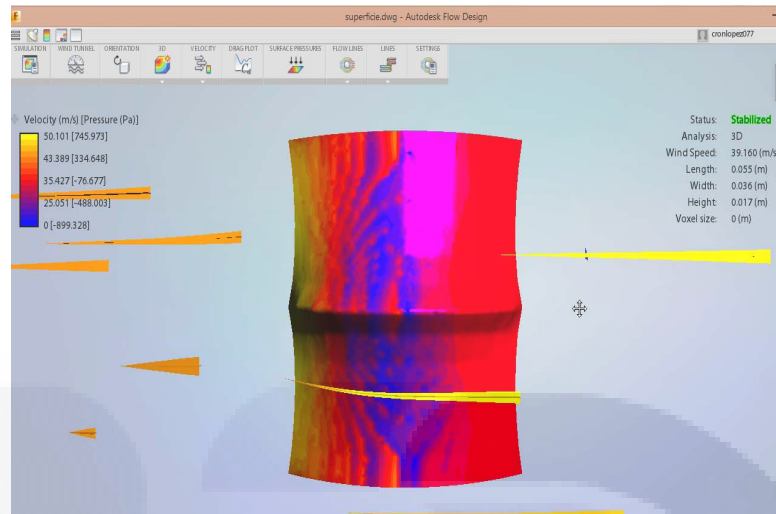 superficie.dwg - Autodesk Flow Design
cronlopez077
SIMULATION WIND TUNNEL ORIENTATION 3D VELOCITY DRAG PLOT SURFACE PRESSURES FLOW LINES LINES SETTINGS
Velocity (m/s) [Pressure (Pa)]
50.101 [745.973]
43.389 [334.648]
35.427 [-76.677]
25.051 [-488.003]
0 [-899.328]
Status: Stabilized
Analysis: 3D
Wind Speed: 39.160 (m/s
Length: 0.055 (m)
Width: 0.036 (m)
Height: 0.017 (m)
Voxel size: 0 (m)